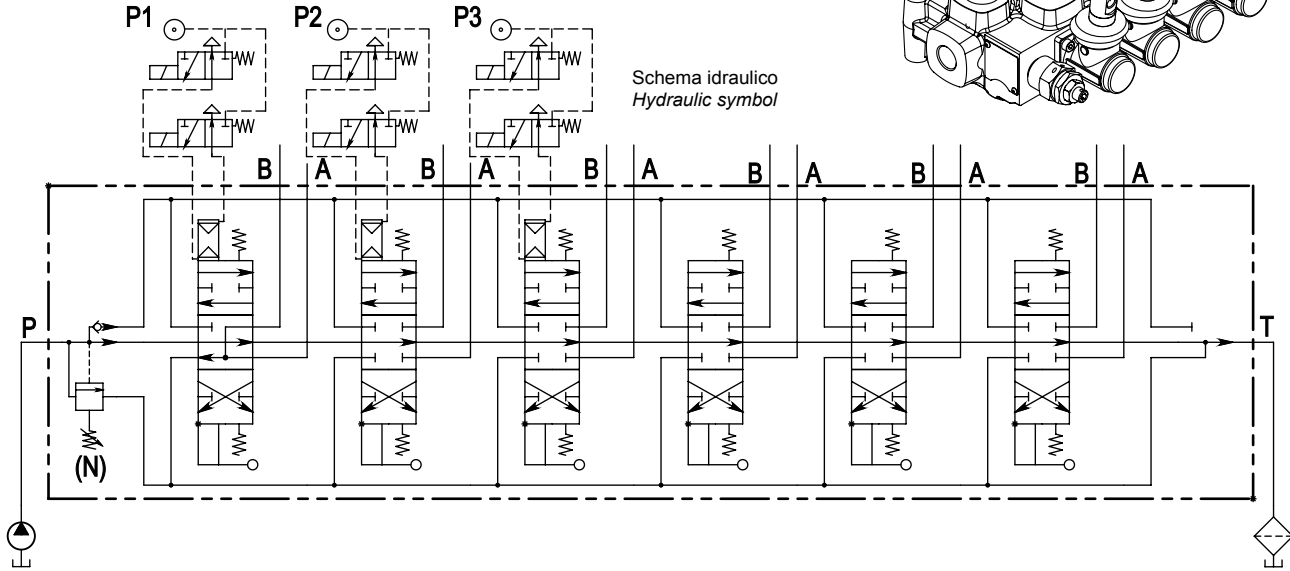 P1 P2 P3
Schema idraulico
Hydraulic symbol
B A B A B A B A B A B A
P T
(N)